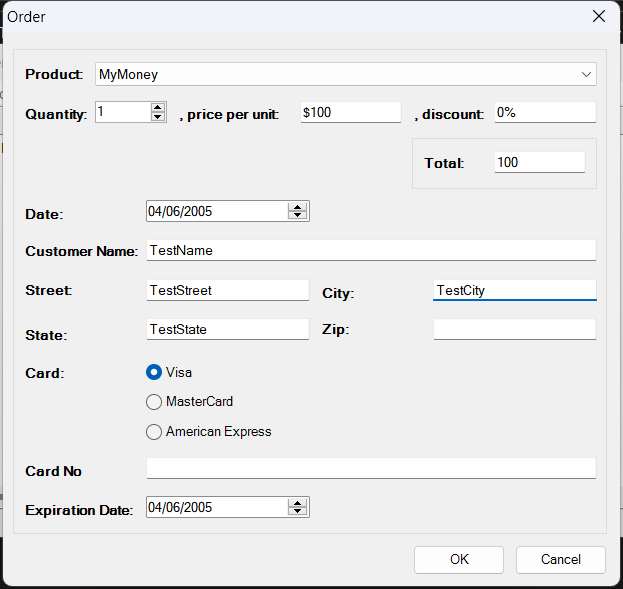 Order
Product: MyMoney
Quantity: 1 , price per unit: $100 , discount: 0%
Total: 100
Date: 04/06/2005
Customer Name: TestName
Street: TestStreet City: TestCity
State: TestState Zip:
Card: Visa
MasterCard
American Express
Card No
Expiration Date: 04/06/2005
OK Cancel